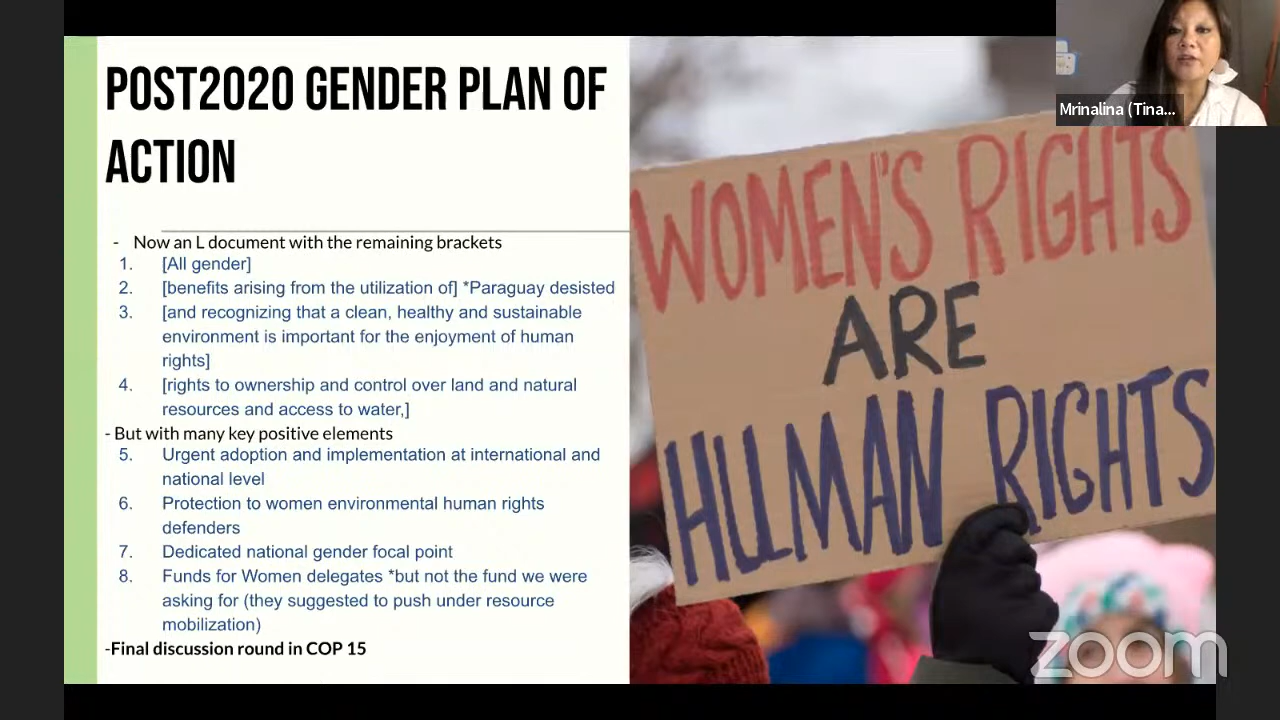 POST2020 GENDER PLAN OF
ACTION
- Now an L document with the remaining brackets
1. [All gender]
2. [benefits arising from the utilization of] *Paraguay desisted
3. [and recognizing that a clean, healthy and sustainable
environment is important for the enjoyment of human
rights]
4. [rights to ownership and control over land and natural
resources and access to water,]
- But with many key positive elements
5. Urgent adoption and implementation at international and
national level
6. Protection to women environmental human rights
defenders
7. Dedicated national gender focal point
8. Funds for Women delegates *but not the fund we were
asking for (they suggested to push under resource
mobilization)
-Final discussion round in COP 15
WOMEN'S RIGHTS
ARE
HUMAN RIGHTS
Mrinalina (Tina...
zoom